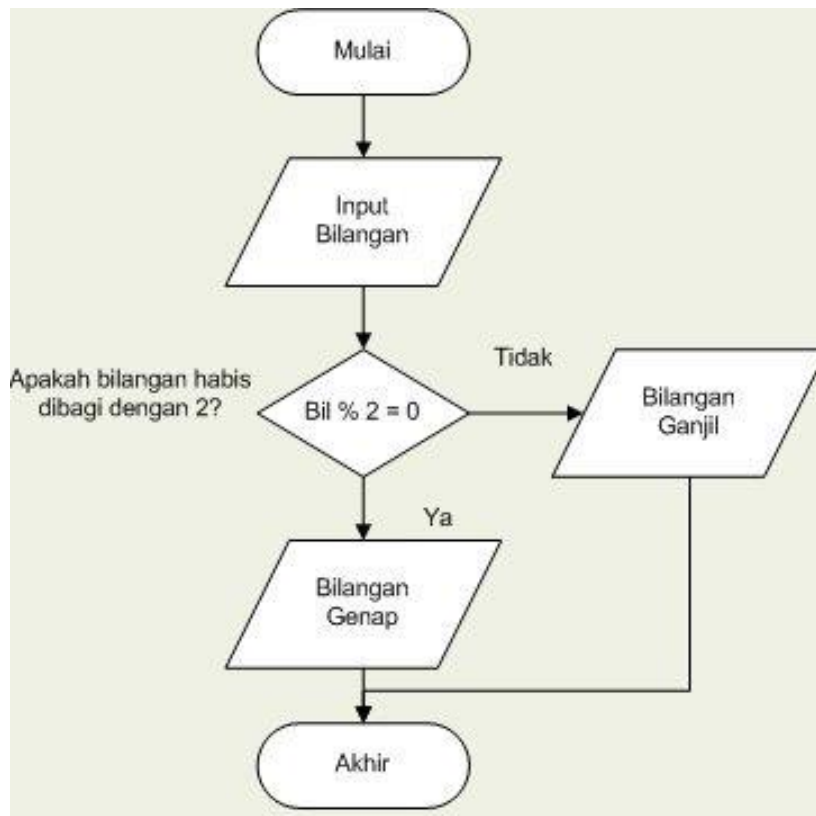 Mulai
Input
Bilangan
Apakah bilangan habis
dibagi dengan 2?
Bil % 2 = 0
Tidak
Bilangan
Ganjil
Ya
Bilangan
Genap
Akhir